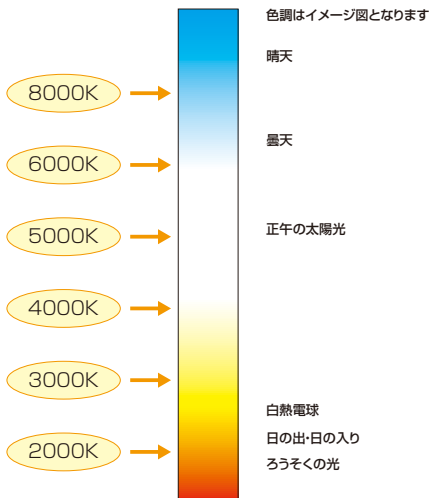 色調はイメージ図となります
晴天
8000K
曇天
6000K
正午の太陽光
5000K
4000K
3000K
白熱電球
日の出・日の入り
2000K
ろうそくの光